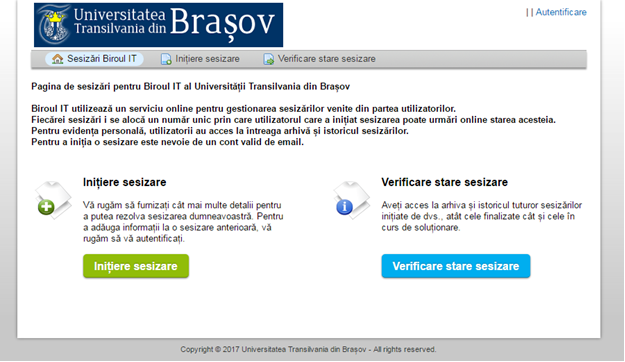 Universitatea
Transilvania din
Brașov
| | Autentificare
Sesizări Biroul IT
Inițiere sesizare
Verificare stare sesizare
Pagina de sesizări pentru Biroul IT al Universității Transilvania din Brașov
Biroul IT utilizează un serviciu online pentru gestionarea sesizărilor venite din partea utilizatorilor.
Fiecărei sesizări i se alocă un număr unic prin care utilizatorul care a inițiat sesizarea poate urmări online starea acesteia.
Pentru evidența personală, utilizatorii au acces la întreaga arhivă și istoricul sesizărilor.
Pentru a iniția o sesizare este nevoie de un cont valid de email.
Inițiere sesizare
Vă rugăm să furnizați cât mai multe detalii pentru
a putea rezolva sesizarea dumneavoastră. Pentru
a adăuga informații la o sesizare anterioară, vă
rugăm să vă autentificați.
Inițiere sesizare
Verificare stare sesizare
Aveți acces la arhiva și istoricul tuturor sesizărilor
inițiate de dvs., atât cele finalizate cât și cele în
curs de soluționare.
Verificare stare sesizare
Copyright © 2017 Universitatea Transilvania din Brașov - All rights reserved.